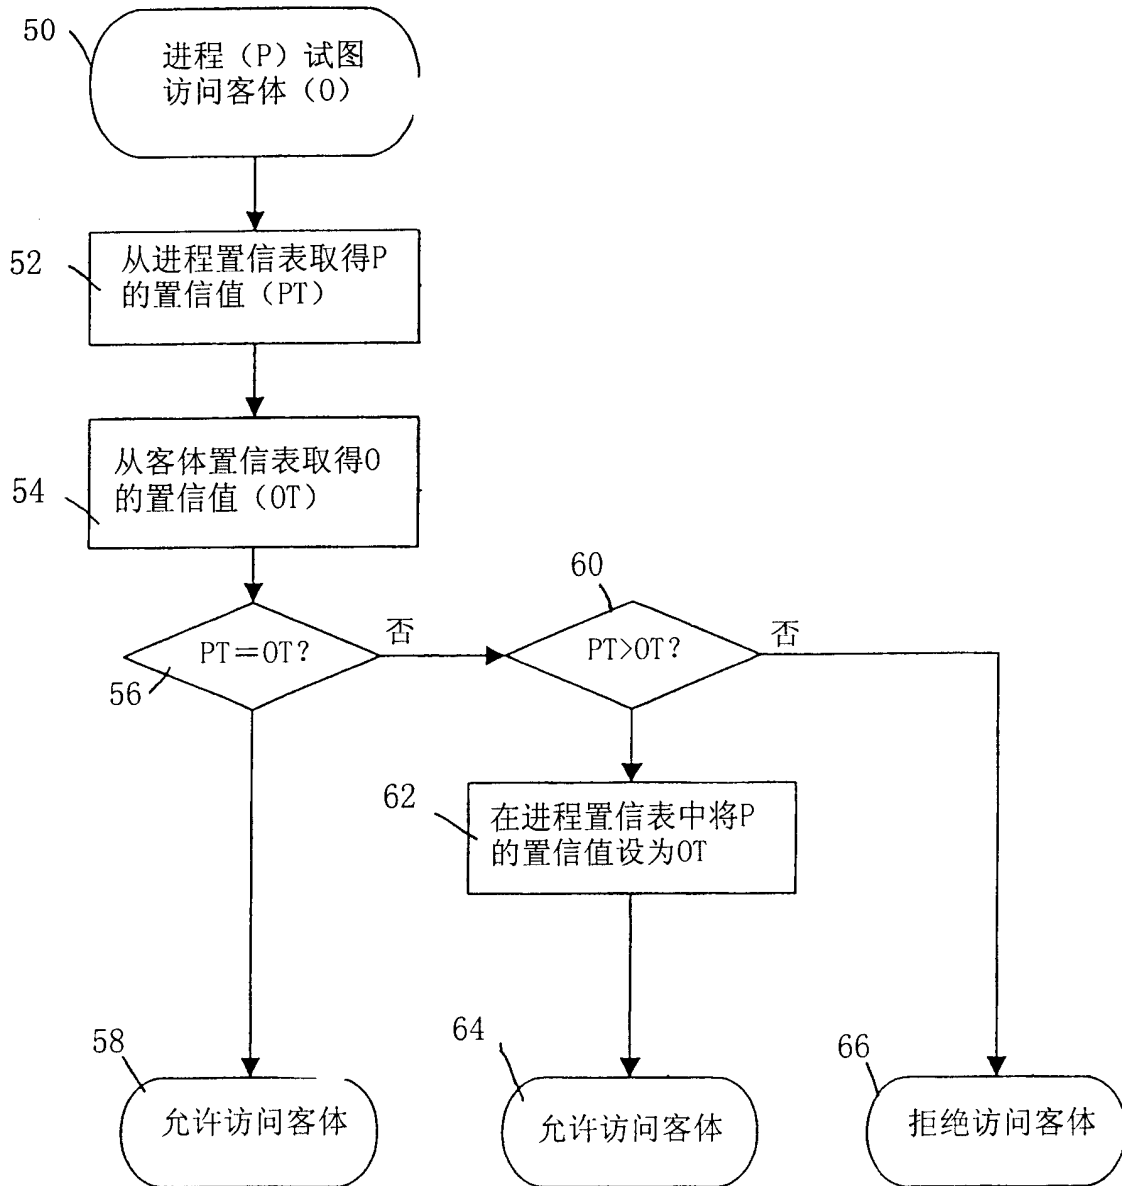 50
进程（P）试图
访问客体（O）
52
从进程置信表取得P
的置信值（PT）
54
从客体置信表取得O
的置信值（OT）
60
PT＝OT?
否
PT>OT?
否
56
62
在进程置信表中将P
的置信值设为OT
58
允许访问客体
64
允许访问客体
66
拒绝访问客体